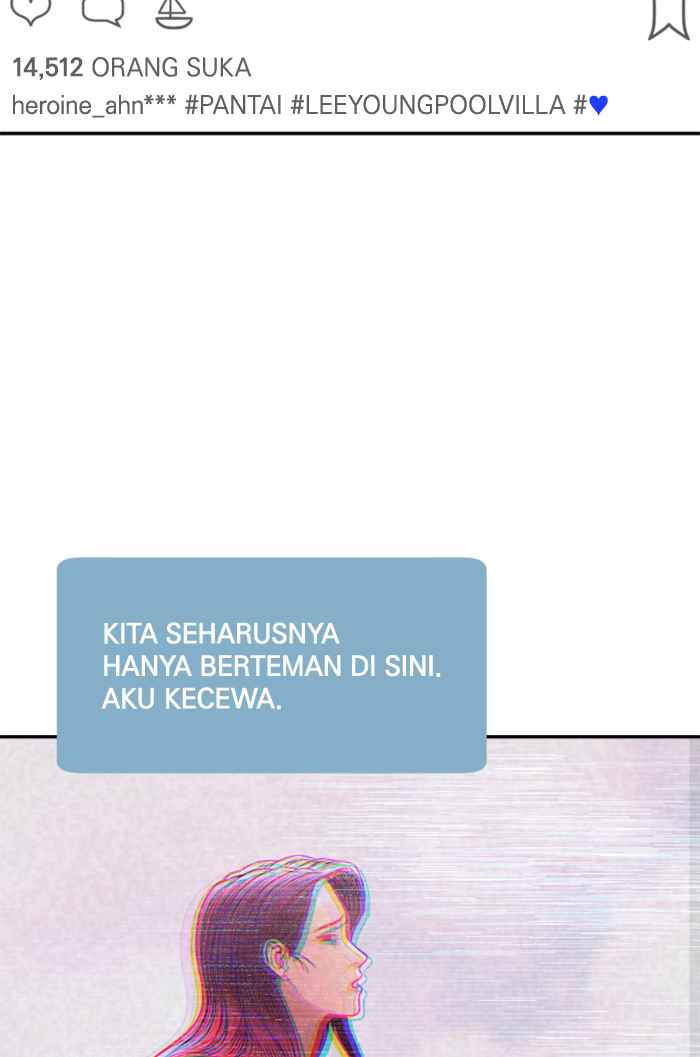 14,512 ORANG SUKA
heroine_ahn*** #PANTAI #LEEYOUNGPOOLVILLA #💙
KITA SEHARUSNYA
HANYA BERTEMAN DI SINI.
AKU KECEWA.